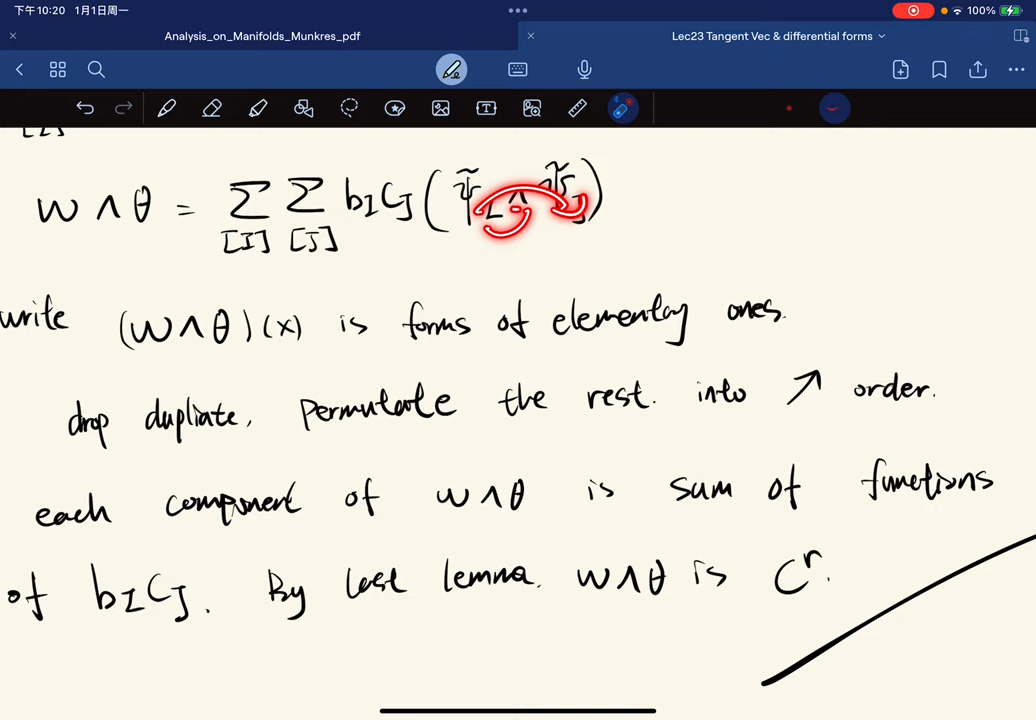 下午10:20 1月1日周一
100%
Analysis_on_Manifolds_Munkres_pdf
Lec23 Tangent Vec & differential forms
[I]
w ∧ θ = Σ[I] Σ[J] b_I c_J ( ψ̃_I ∧ ψ̃_J )
write (w ∧ θ)(x) is forms of elementay ones.
drop dupliate, permutate the rest. into ↗ order.
each component of w ∧ θ is sum of functions
of b_I c_J. By last lemma. w ∧ θ is C^r.